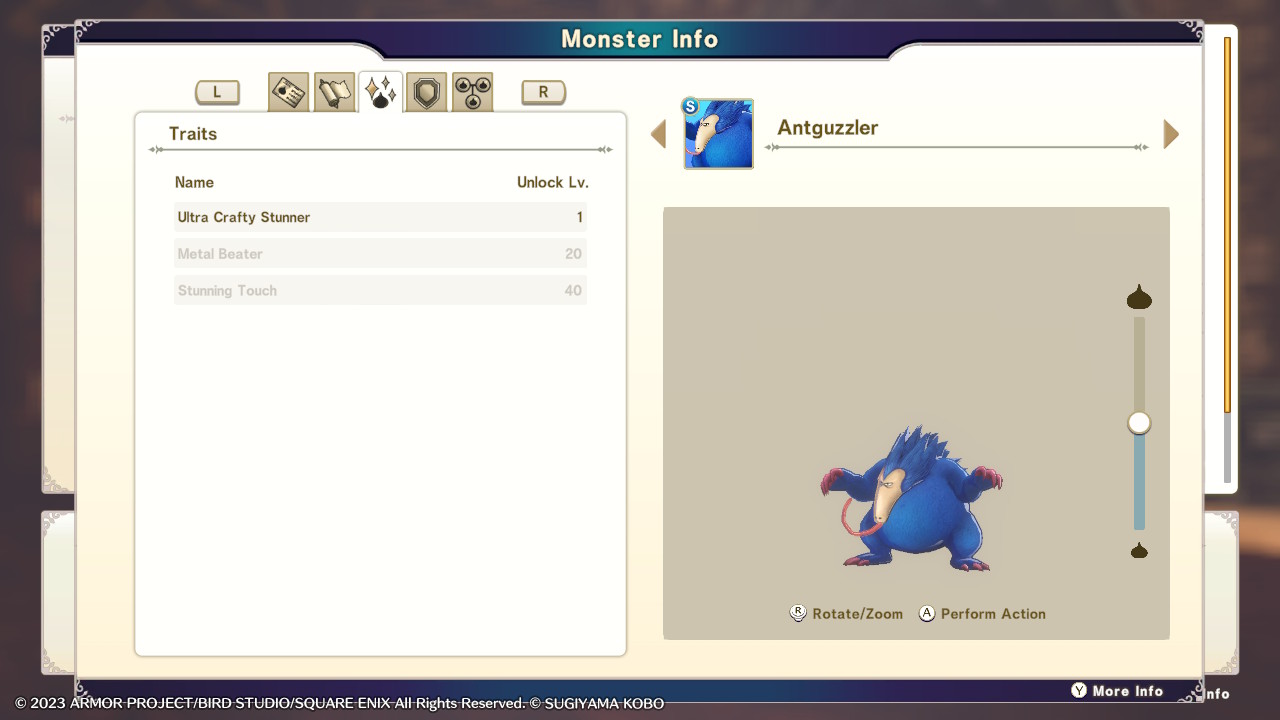 Monster Info
L
R
Traits
Name
Unlock Lv.
Ultra Crafty Stunner
1
Metal Beater
20
Stunning Touch
40
S
Antguzzler
R Rotate/Zoom
A Perform Action
Y More Info
nfo
© 2023 ARMOR PROJECT/BIRD STUDIO/SQUARE ENIX All Rights Reserved. © SUGIYAMA KOBO